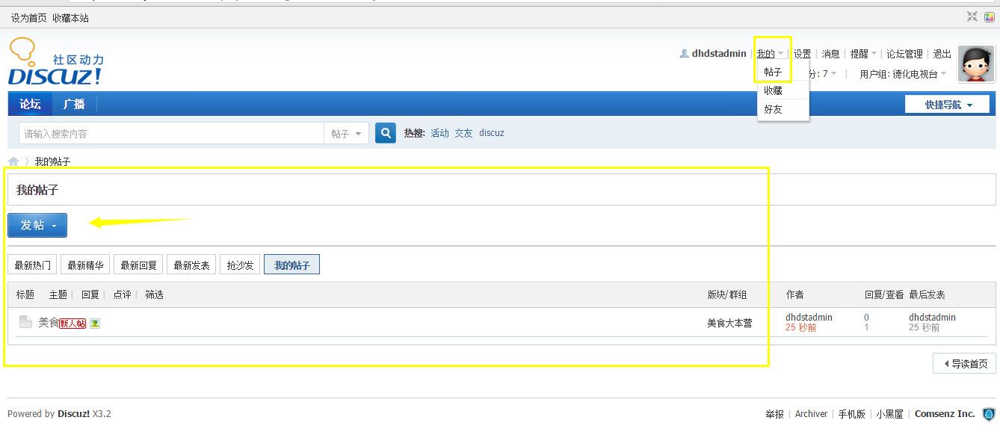 设为首页 收藏本站
社区动力
DISCUZ!
dhdstadmin 我的 设置 消息 提醒 论坛管理 退出
帖子 分: 7 用户组: 德化电视台
收藏
好友
论坛 广播 快捷导航
请输入搜索内容 帖子 热搜: 活动 交友 discuz
我的帖子
我的帖子
发帖
最新热门 最新精华 最新回复 最新发表 抢沙发 我的帖子
标题 主题 回复 点评 筛选 版块/群组 作者 回复/查看 最后发表
美食 新人帖 美食大本营 dhdstadmin 0 dhdstadmin
25 秒前 1 25 秒前
导读首页
Powered by Discuz! X3.2 举报 Archiver 手机版 小黑屋 Comsenz Inc.